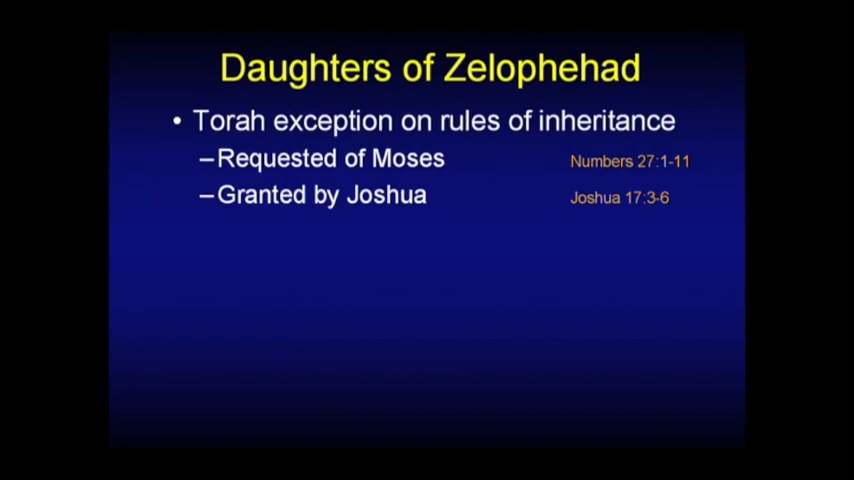 Daughters of Zelophehad
• Torah exception on rules of inheritance
–Requested of Moses Numbers 27:1-11
–Granted by Joshua Joshua 17:3-6